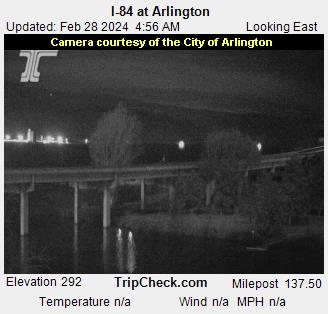 I-84 at Arlington
Updated: Feb 28 2024 4:56 AM Looking East
Camera courtesy of the City of Arlington
Elevation 292 TripCheck.com Milepost 137.50
Temperature n/a Wind n/a MPH n/a